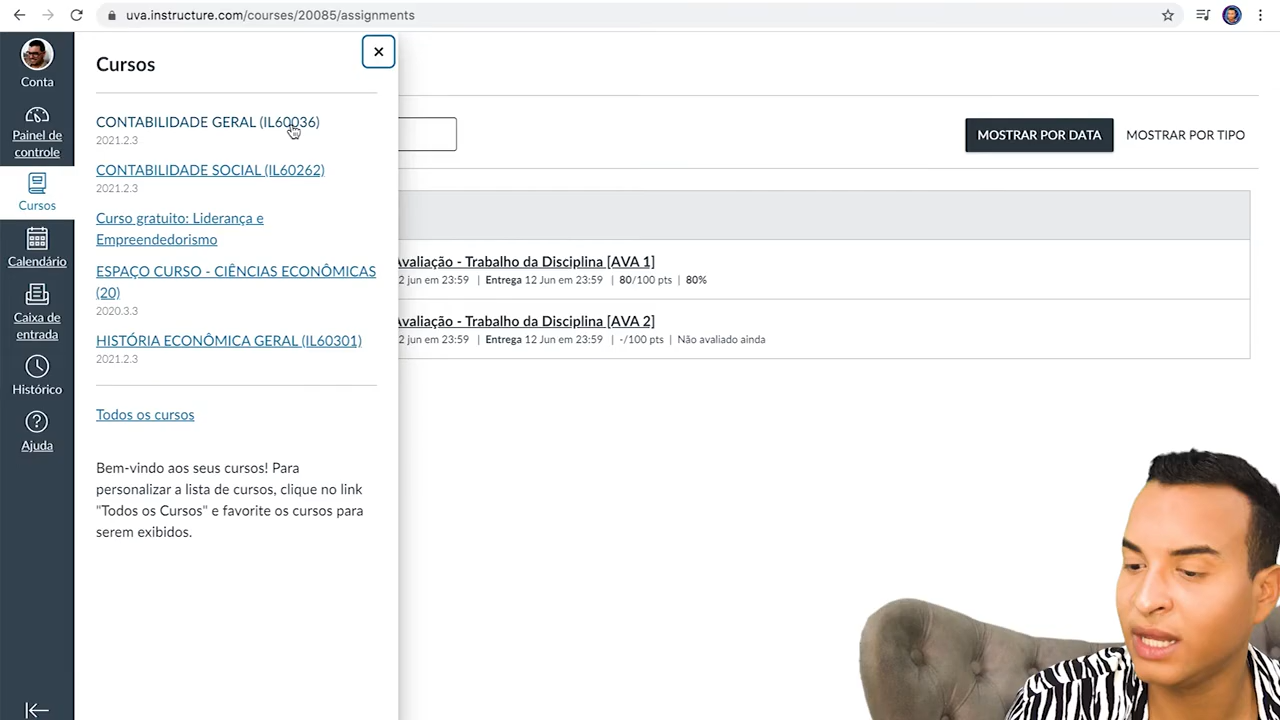 uva.instructure.com/courses/20085/assignments
Conta
Painel de
controle
Cursos
Calendário
Caixa de
entrada
Histórico
Ajuda
Cursos
CONTABILIDADE GERAL (IL60036)
2021.2.3
CONTABILIDADE SOCIAL (IL60262)
2021.2.3
Curso gratuito: Liderança e
Empreendedorismo
ESPAÇO CURSO - CIÊNCIAS ECONÔMICAS
(20)
2020.3.3
HISTÓRIA ECONÔMICA GERAL (IL60301)
2021.2.3
Todos os cursos
Bem-vindo aos seus cursos! Para
personalizar a lista de cursos, clique no link
"Todos os Cursos" e favorite os cursos para
serem exibidos.
MOSTRAR POR DATA MOSTRAR POR TIPO
Avaliação - Trabalho da Disciplina [AVA 1]
2 jun em 23:59 | Entrega 12 Jun em 23:59 | 80/100 pts | 80%
Avaliação - Trabalho da Disciplina [AVA 2]
2 jun em 23:59 | Entrega 12 Jun em 23:59 | -/100 pts | Não avaliado ainda